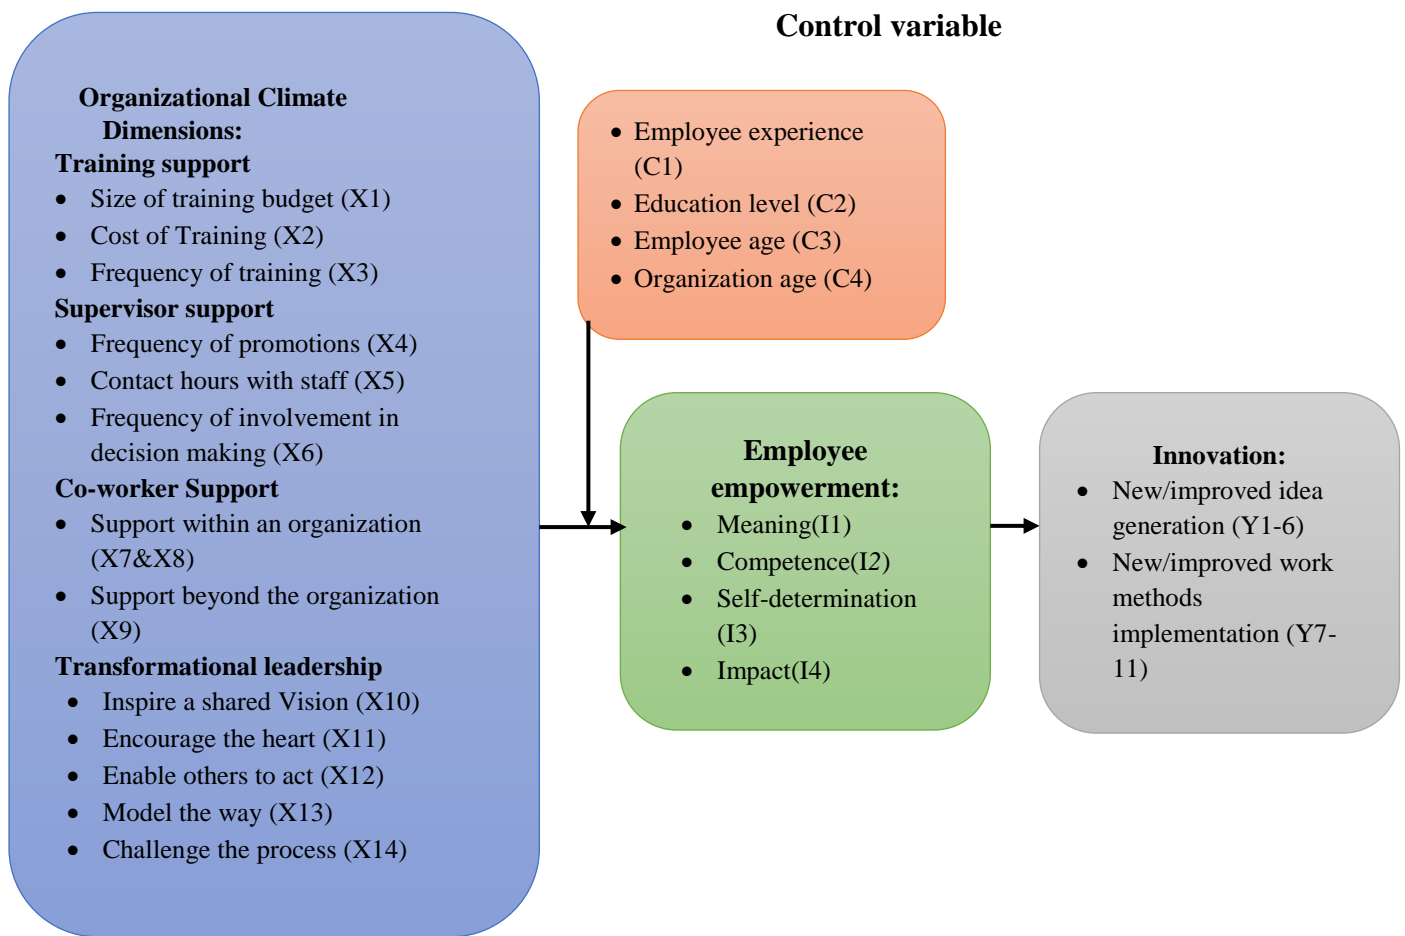 Control variable
Organizational Climate
Dimensions:
Training support
• Size of training budget (X1)
• Cost of Training (X2)
• Frequency of training (X3)
Supervisor support
• Frequency of promotions (X4)
• Contact hours with staff (X5)
• Frequency of involvement in
decision making (X6)
Co-worker Support
• Support within an organization
(X7&X8)
• Support beyond the organization
(X9)
Transformational leadership
• Inspire a shared Vision (X10)
• Encourage the heart (X11)
• Enable others to act (X12)
• Model the way (X13)
• Challenge the process (X14)
• Employee experience
(C1)
• Education level (C2)
• Employee age (C3)
• Organization age (C4)
Employee
empowerment:
• Meaning(I1)
• Competence(I2)
• Self-determination
(I3)
• Impact(I4)
Innovation:
• New/improved idea
generation (Y1-6)
• New/improved work
methods
implementation (Y7-
11)